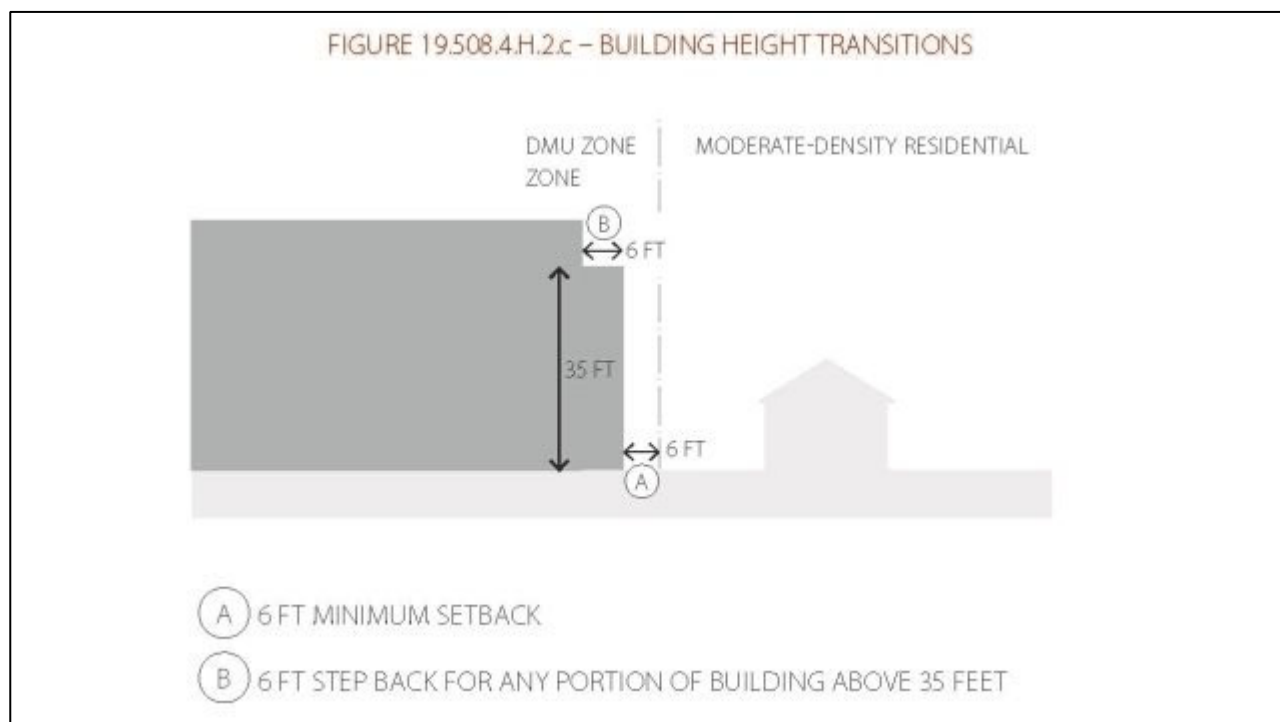 FIGURE 19.508.4.H.2.c – BUILDING HEIGHT TRANSITIONS
DMU ZONE
ZONE
MODERATE-DENSITY RESIDENTIAL
B
6 FT
35 FT
6 FT
A
A 6 FT MINIMUM SETBACK
B 6 FT STEP BACK FOR ANY PORTION OF BUILDING ABOVE 35 FEET